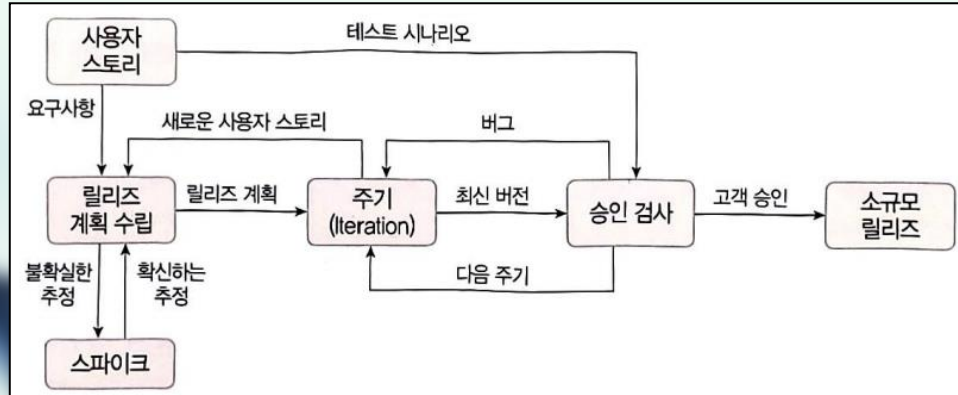 사용자
스토리
테스트 시나리오
요구사항
새로운 사용자 스토리
버그
릴리즈
계획 수립
릴리즈 계획
주기
(Iteration)
최신 버전
승인 검사
고객 승인
소규모
릴리즈
불확실한
추정
확신하는
추정
다음 주기
스파이크